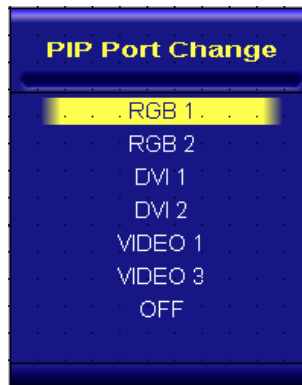 PIP Port Change
RGB 1
RGB 2
DVI 1
DVI 2
VIDEO 1
VIDEO 3
OFF